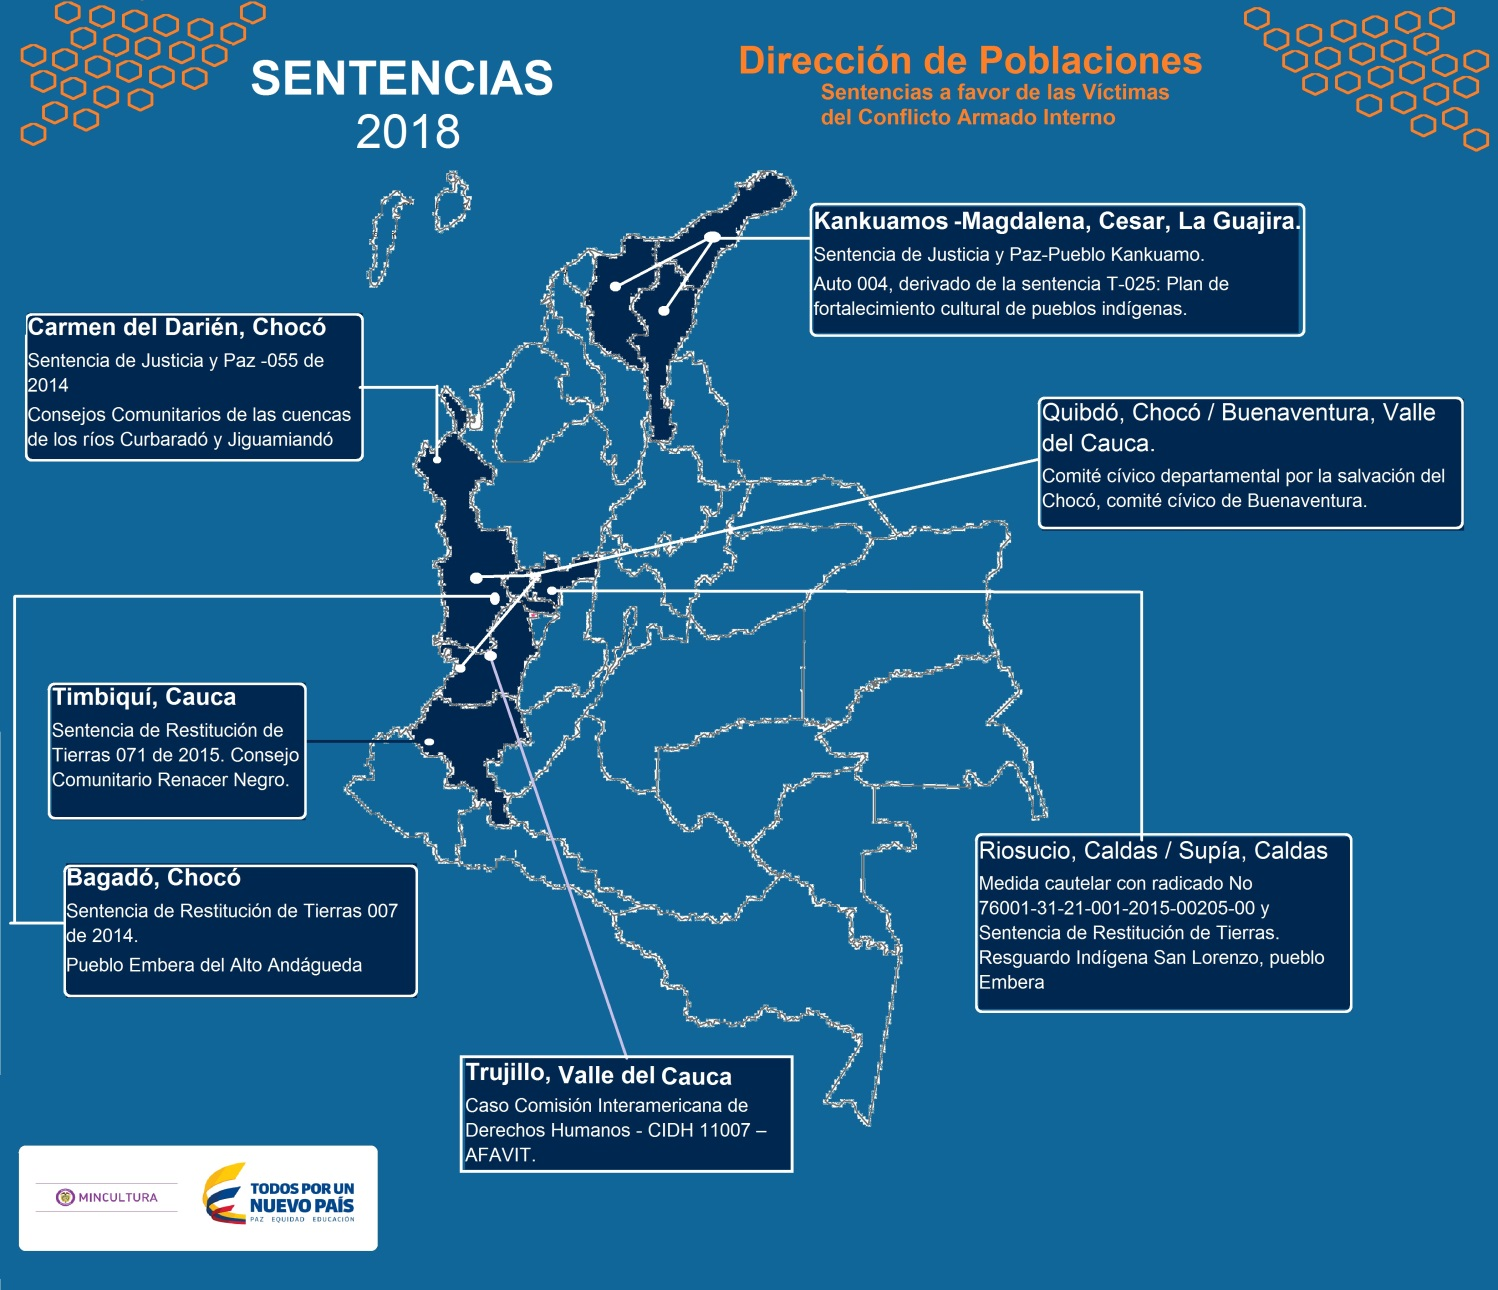 SENTENCIAS
2018
Dirección de Poblaciones
Sentencias a favor de las Víctimas
del Conflicto Armado Interno
Kankuamos -Magdalena, Cesar, La Guajira.
Sentencia de Justicia y Paz-Pueblo Kankuamo.
Auto 004, derivado de la sentencia T-025: Plan de
fortalecimiento cultural de pueblos indígenas.
Carmen del Darién, Chocó
Sentencia de Justicia y Paz -055 de
2014
Consejos Comunitarios de las cuencas
de los ríos Curbaradó y Jiguamiandó
Quibdó, Chocó / Buenaventura, Valle
del Cauca.
Comité cívico departamental por la salvación del
Chocó, comité cívico de Buenaventura.
Timbiquí, Cauca
Sentencia de Restitución de
Tierras 071 de 2015. Consejo
Comunitario Renacer Negro.
Riosucio, Caldas / Supía, Caldas
Medida cautelar con radicado No
76001-31-21-001-2015-00205-00 y
Sentencia de Restitución de Tierras.
Resguardo Indígena San Lorenzo, pueblo
Embera
Bagadó, Chocó
Sentencia de Restitución de Tierras 007
de 2014.
Pueblo Embera del Alto Andágueda
Trujillo, Valle del Cauca
Caso Comisión Interamericana de
Derechos Humanos - CIDH 11007 –
AFAVIT.
MINCULTURA
TODOS POR UN
NUEVO PAÍS
PAZ EQUIDAD EDUCACIÓN